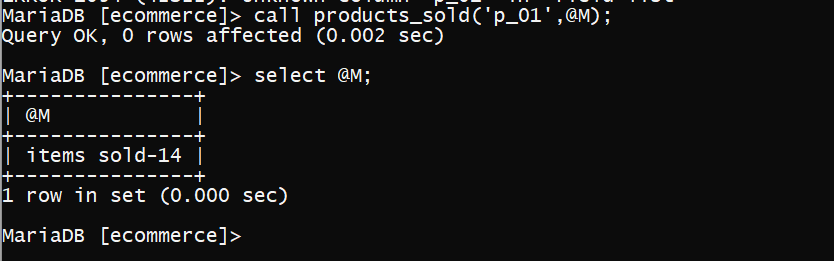 MariaDB [ecommerce]> call products_sold('p_01',@M);
Query OK, 0 rows affected (0.002 sec)
MariaDB [ecommerce]> select @M;
+---------------+
| @M            |
+---------------+
| items sold-14 |
+---------------+
1 row in set (0.000 sec)
MariaDB [ecommerce]>